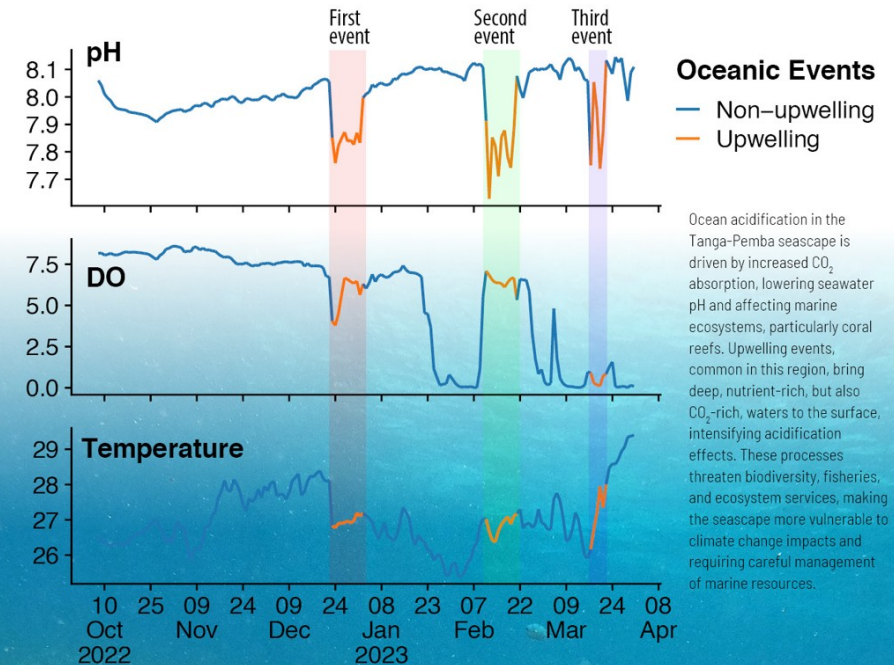 First
event
Second
event
Third
event
pH
8.1
8.0
7.9
7.8
7.7
Oceanic Events
Non-upwelling
Upwelling
DO
7.5
5.0
2.5
0.0
Temperature
29
28
27
26
10 25 09 24 09 24 08 23 07 22 09 24 08
Oct Nov Dec Jan Feb Mar Apr
2022 2023
Ocean acidification in the
Tanga-Pemba seascape is
driven by increased CO₂
absorption, lowering seawater
pH and affecting marine
ecosystems, particularly coral
reefs. Upwelling events,
common in this region, bring
deep, nutrient-rich, but also
CO₂-rich, waters to the surface,
intensifying acidification
effects. These processes
threaten biodiversity, fisheries,
and ecosystem services, making
the seascape more vulnerable to
climate change impacts and
requiring careful management
of marine resources.